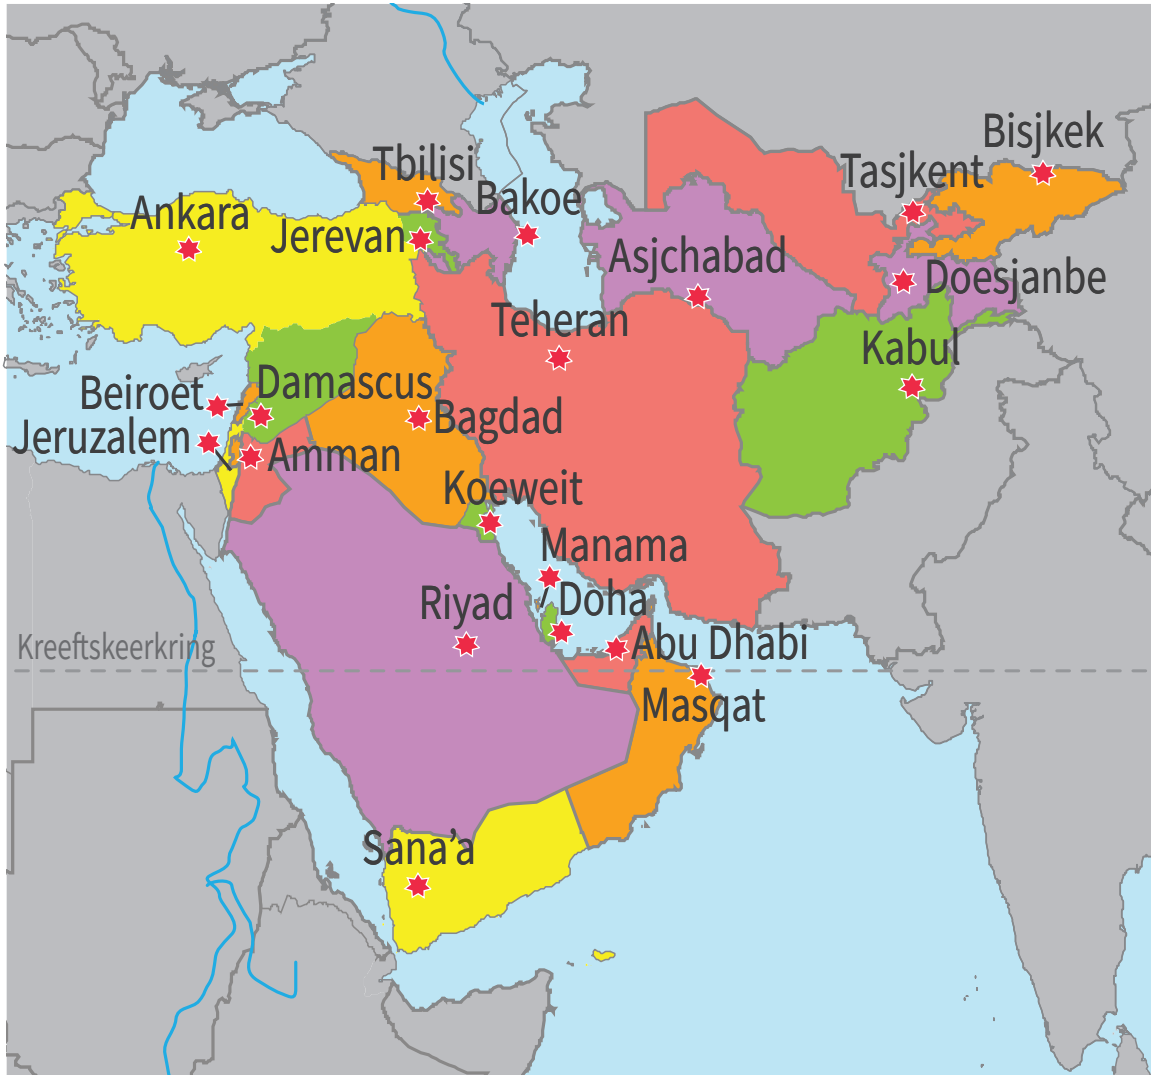 Bisjkek
Tbilisi
Tasjkent
Bakoe
Ankara
Jerevan
Asjchabad
Doesjanbe
Teheran
Kabul
Beiroet
Damascus
Bagdad
Jeruzalem
Amman
Koeweit
Manama
Riyad
Doha
Abu Dhabi
Kreeftskeerkring
Masqat
Sana’a